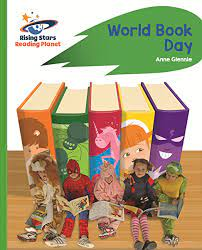 Rising Stars
Reading Planet
World Book
Day
Anne Glennie